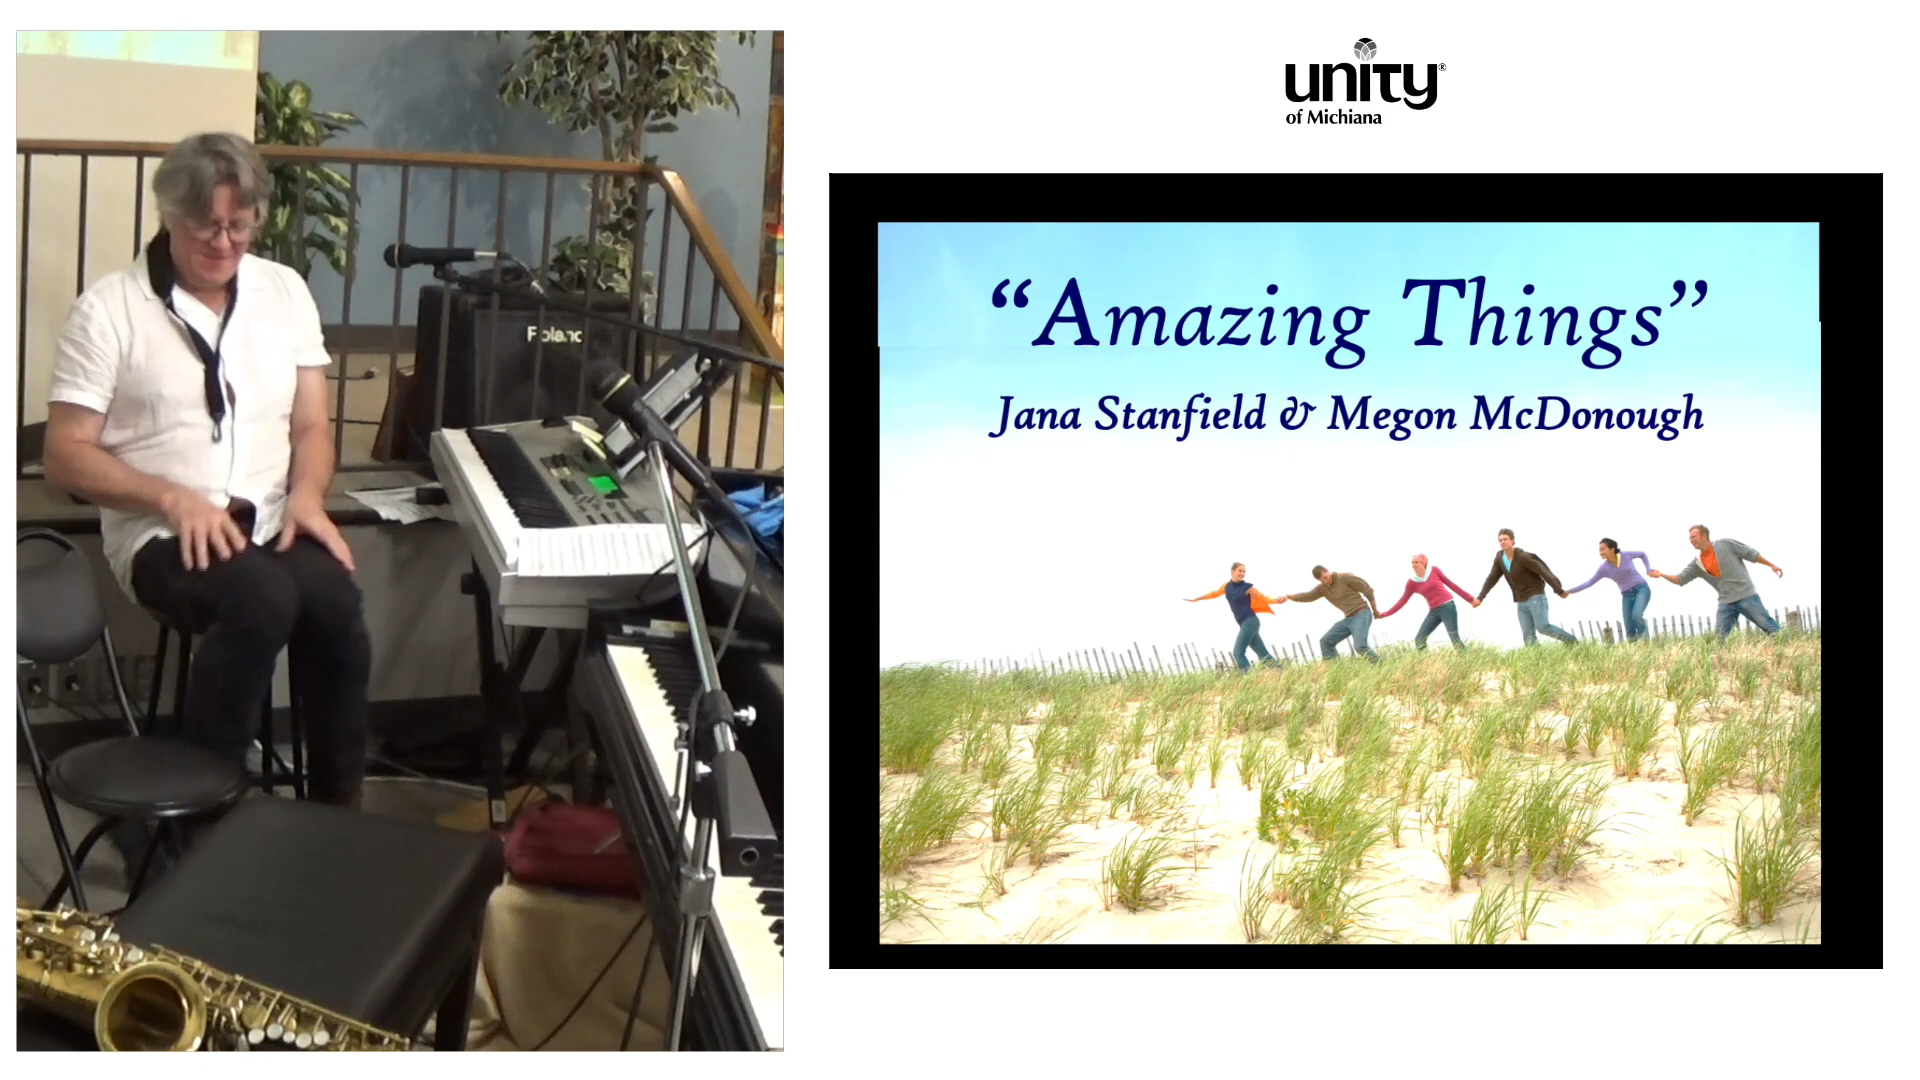 unity®
of Michiana
Roland
“Amazing Things”
Jana Stanfield & Megon McDonough